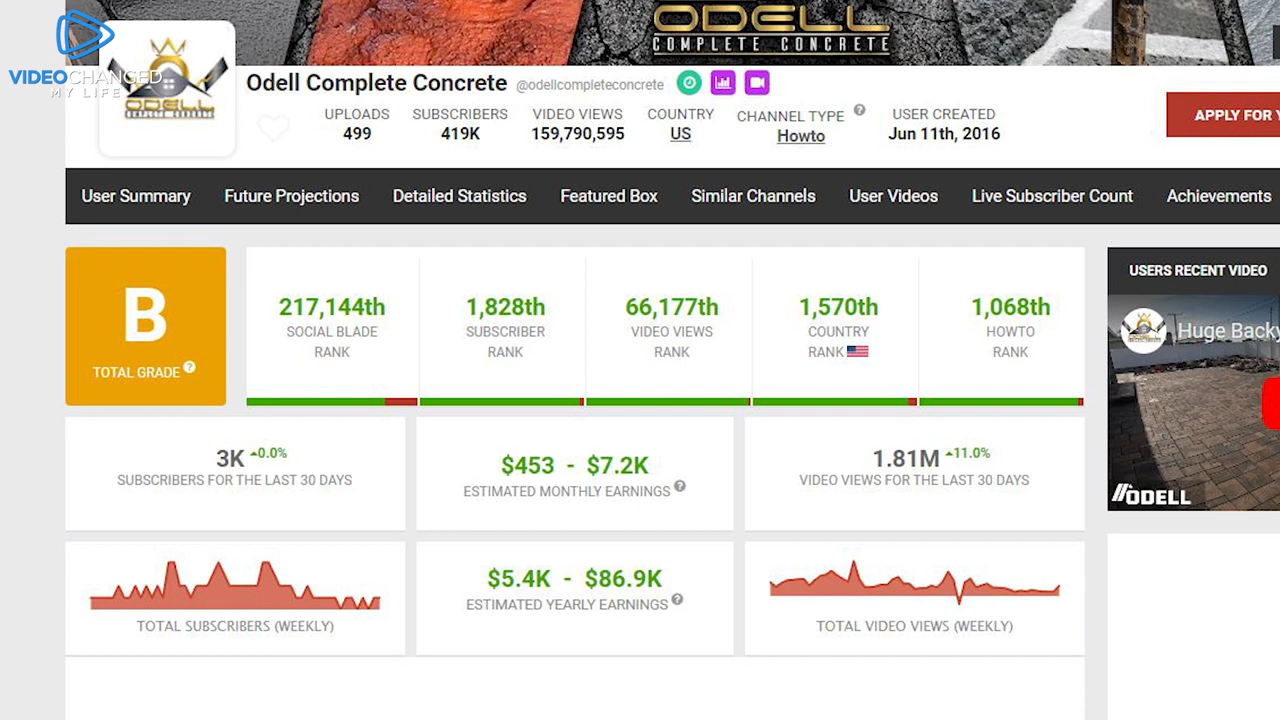 ODELL
COMPLETE CONCRETE
VIDEOCHANGED
MY LIFE
ODELL
COMPLETE CONCRETE
Odell Complete Concrete @odellcompleteconcrete
UPLOADS SUBSCRIBERS VIDEO VIEWS COUNTRY CHANNEL TYPE ? USER CREATED
499 419K 159,790,595 US Howto Jun 11th, 2016
APPLY FOR Y
User Summary Future Projections Detailed Statistics Featured Box Similar Channels User Videos Live Subscriber Count Achievements
B
TOTAL GRADE ?
217,144th 1,828th 66,177th 1,570th 1,068th
SOCIAL BLADE SUBSCRIBER VIDEO VIEWS COUNTRY HOWTO
RANK RANK RANK RANK RANK
USERS RECENT VIDEO
Huge Backy
ODELL
3K 0.0%
SUBSCRIBERS FOR THE LAST 30 DAYS
$453 - $7.2K
ESTIMATED MONTHLY EARNINGS ?
1.81M 11.0%
VIDEO VIEWS FOR THE LAST 30 DAYS
TOTAL SUBSCRIBERS (WEEKLY)
$5.4K - $86.9K
ESTIMATED YEARLY EARNINGS ?
TOTAL VIDEO VIEWS (WEEKLY)